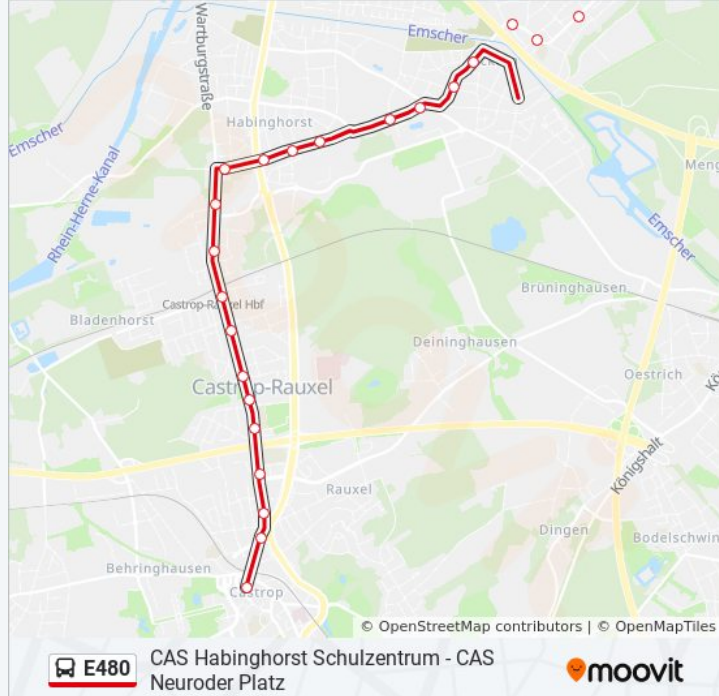 Wartburgstraße
Emscher
Habinghorst
Emscher
Rhein-Herne-Kanal
Meng
Emscher
Castrop-Rauxel Hbf
Brüninghausen
Bladenhorst
Deininghausen
Castrop-Rauxel
Oestrich
Kö
Königshalt
Rauxel
Dingen
Bodelschwin
Behringhausen
Castrop
© OpenStreetMap contributors | © OpenMapTiles
E480
CAS Habinghorst Schulzentrum - CAS
Neuroder Platz
moovit